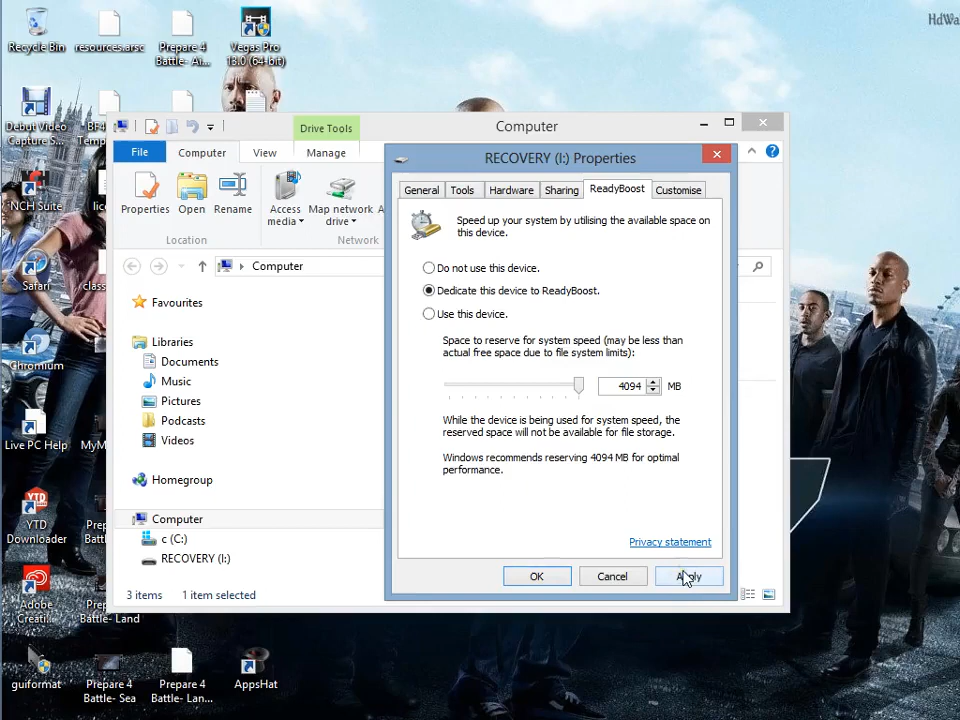 HdWa
Recycle Bin
resources.arsc
Prepare 4
Battle- Ai...
Vegas Pro
13.0 (64-bit)
Debut Video
Capture S...
BF4
Temp
NCH Suite
lic
Safari
class
Chromium
Live PC Help
MyM
YTD
Downloader
Prep
Battl
Adobe
Creati...
Prepare 4
Battle- Land
guiformat
Prepare 4
Battle- Sea
Prepare 4
Battle- Lan...
AppsHat
Drive Tools
Computer
File
Computer
View
Manage
Properties
Open
Rename
Access
media
Map network
drive
A
Location
Network
Computer
Favourites
Libraries
Documents
Music
Pictures
Podcasts
Videos
Homegroup
Computer
c (C:)
RECOVERY (I:)
3 items
1 item selected
RECOVERY (I:) Properties
General
Tools
Hardware
Sharing
ReadyBoost
Customise
Speed up your system by utilising the available space on
this device.
Do not use this device.
Dedicate this device to ReadyBoost.
Use this device.
Space to reserve for system speed (may be less than
actual free space due to file system limits):
4094 MB
While the device is being used for system speed, the
reserved space will not be available for file storage.
Windows recommends reserving 4094 MB for optimal
performance.
Privacy statement
OK
Cancel
Apply